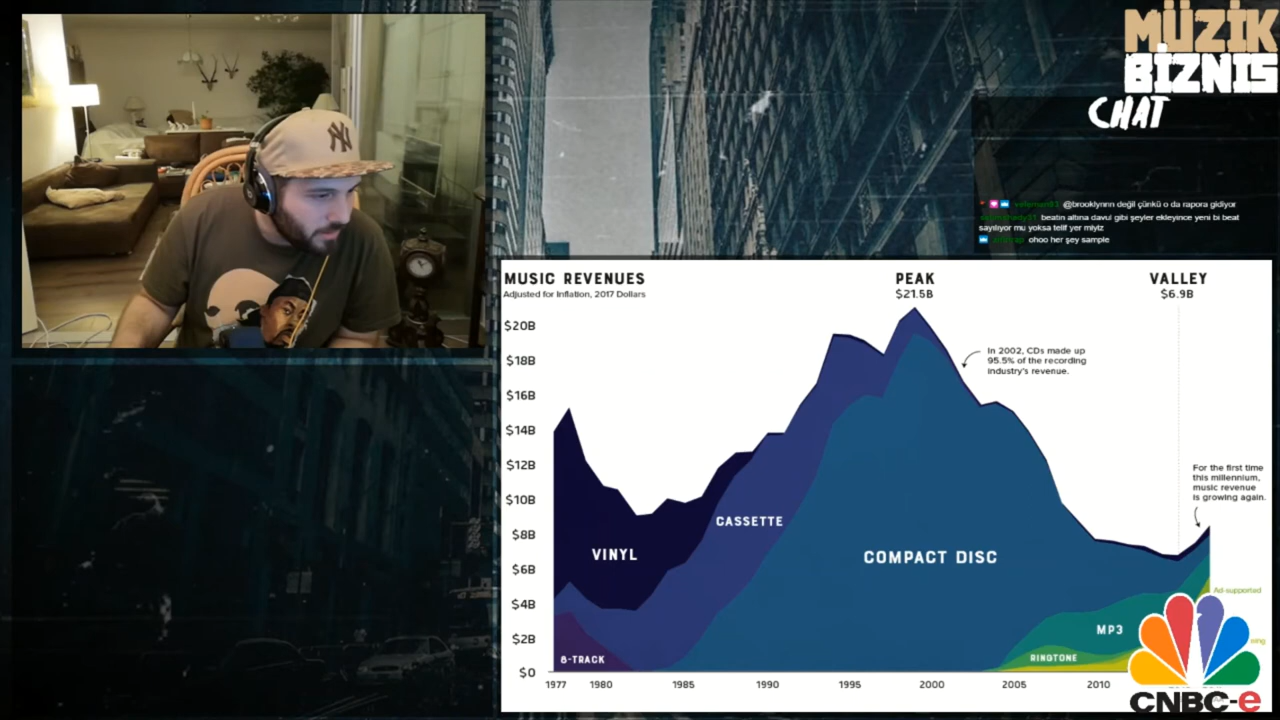 MÜZİK
BİZNIS
CHAT
@brooklynnn değil çünkü o da rapora gidiyor
beatin altına davul gibi şeyler ekleyince yeni bi beat
sayılıyor mu yoksa telif yer miyiz
ohoo her şey sample
NY
MUSIC REVENUES
Adjusted for Inflation, 2017 Dollars
PEAK
$21.5B
VALLEY
$6.9B
$20B
$18B
$16B
$14B
$12B
$10B
$8B
$6B
$4B
$2B
$0
In 2002, CDs made up
95.5% of the recording
industry's revenue.
For the first time
this millennium,
music revenue
is growing again.
VINYL
CASSETTE
COMPACT DISC
8-TRACK
MP3
RINGTONE
Ad-supported
1977 1980 1985 1990 1995 2000 2005 2010
CNBC-e